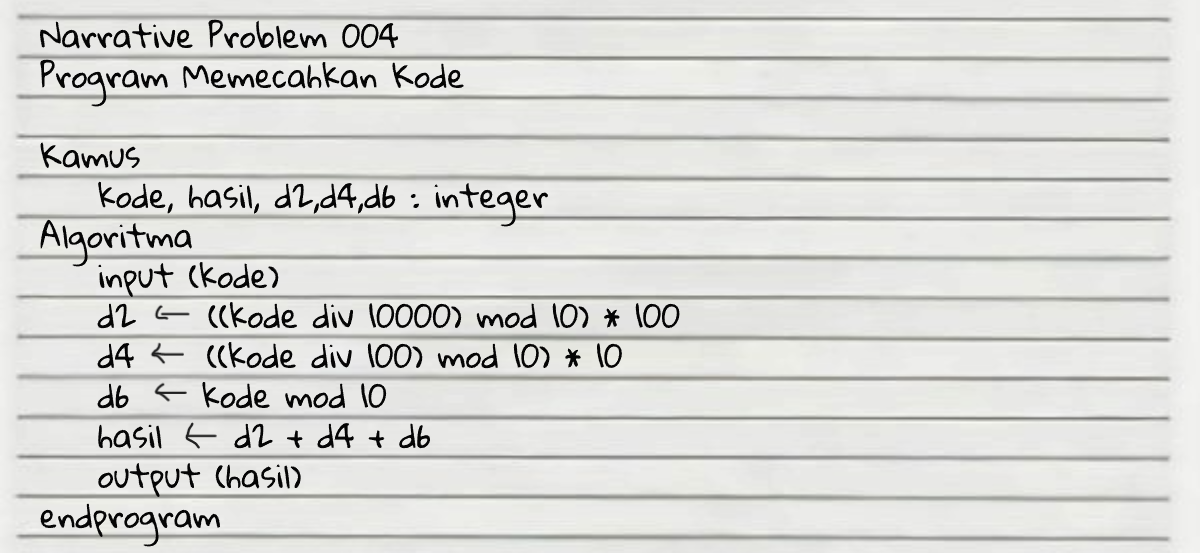 Narrative Problem 004
Program Memecahkan Kode
Kamus
kode, hasil, d2,d4,d6 : integer
Algoritma
input (kode)
d2 ← ((kode div 10000) mod 10) * 100
d4 ← ((kode div 100) mod 10) * 10
d6 ← kode mod 10
hasil ← d2 + d4 + d6
output (hasil)
endprogram